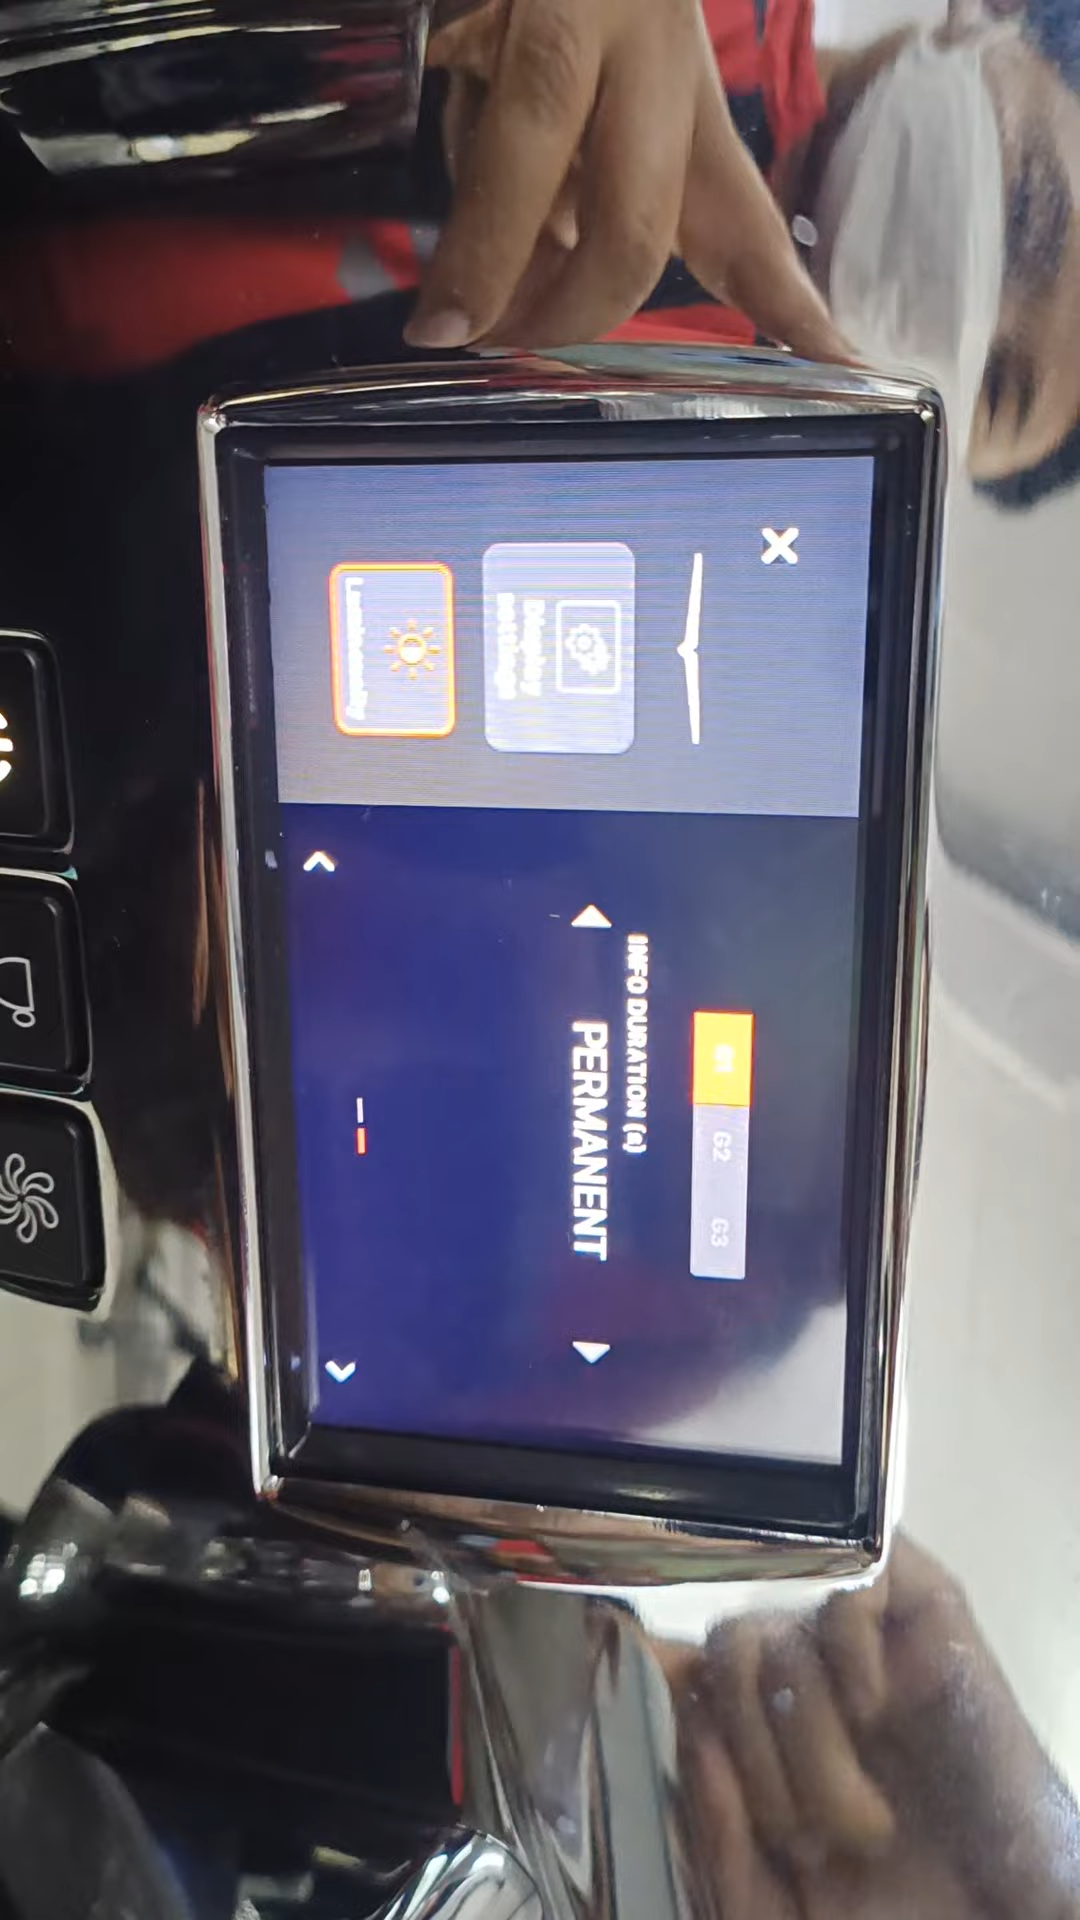 G1 G2 G3
INFO DURATION (s)
PERMANENT
Display
settings
Luminosity